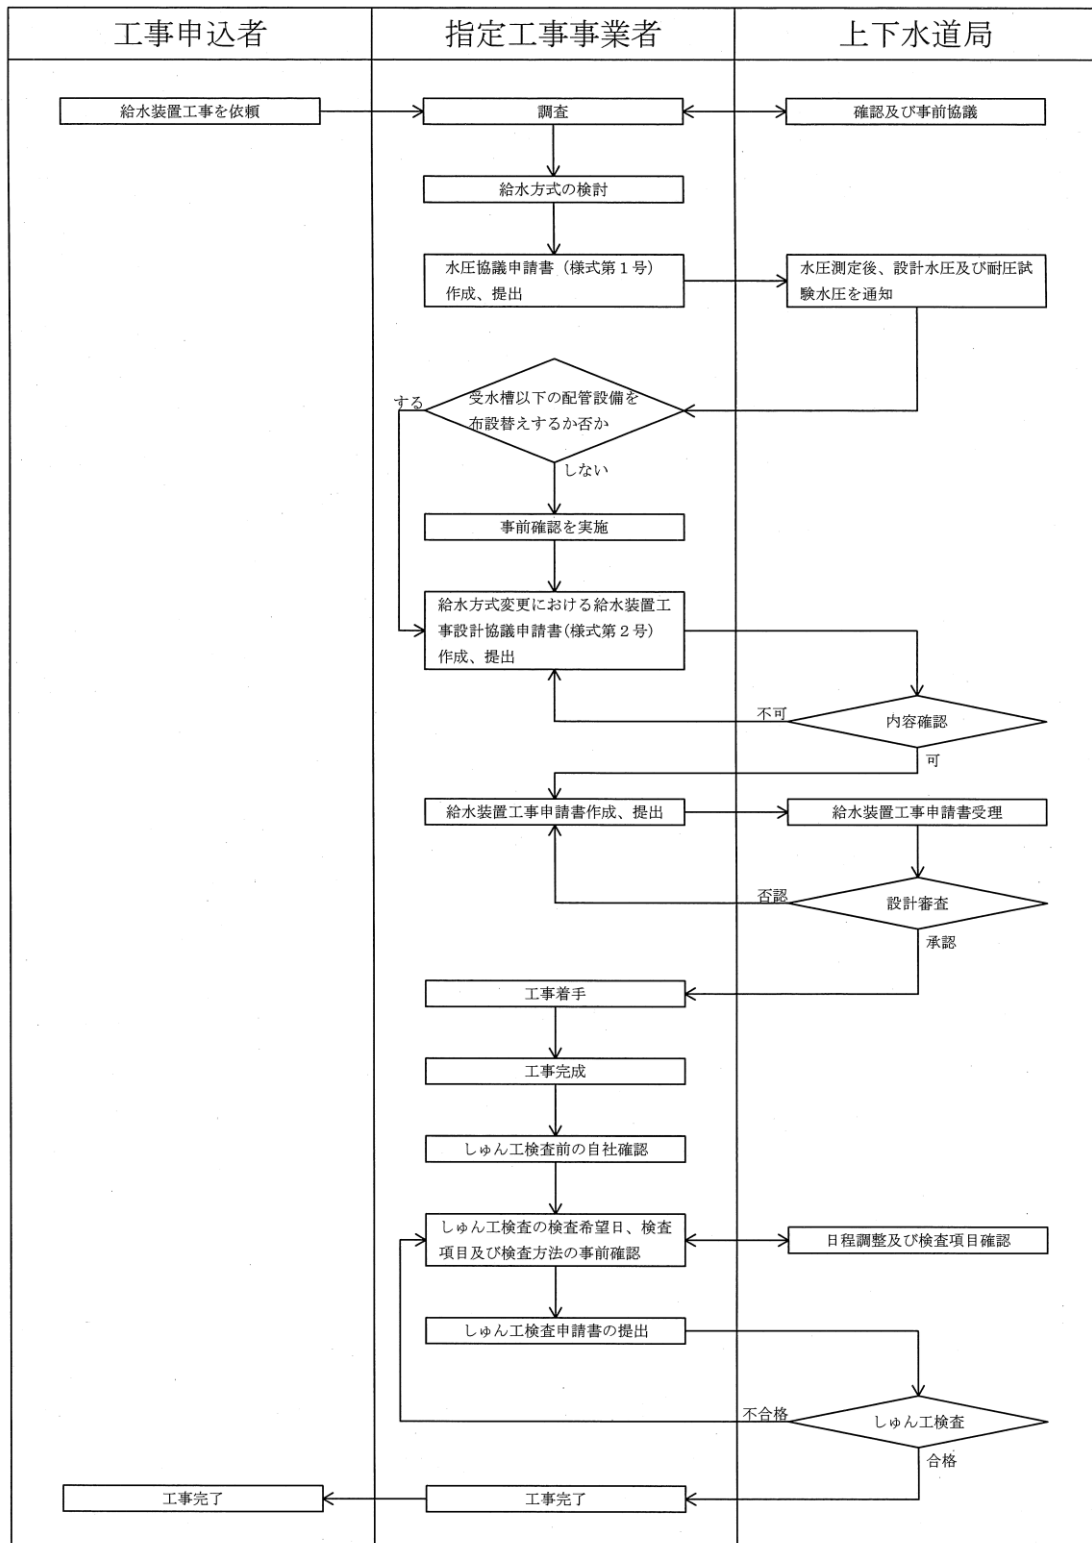 工事申込者
指定工事事業者
上下水道局
給水装置工事を依頼
調査
確認及び事前協議
給水方式の検討
水圧協議申請書（様式第１号）
作成、提出
水圧測定後、設計水圧及び耐圧試
験水圧を通知
受水槽以下の配管設備を
布設替えするか否か
する
しない
事前確認を実施
給水方式変更における給水装置工
事設計協議申請書(様式第２号)
作成、提出
不可
内容確認
可
給水装置工事申請書作成、提出
給水装置工事申請書受理
否認
設計審査
承認
工事着手
工事完成
しゅん工検査前の自社確認
しゅん工検査の検査希望日、検査
項目及び検査方法の事前確認
日程調整及び検査項目確認
しゅん工検査申請書の提出
不合格
しゅん工検査
合格
工事完了
工事完了